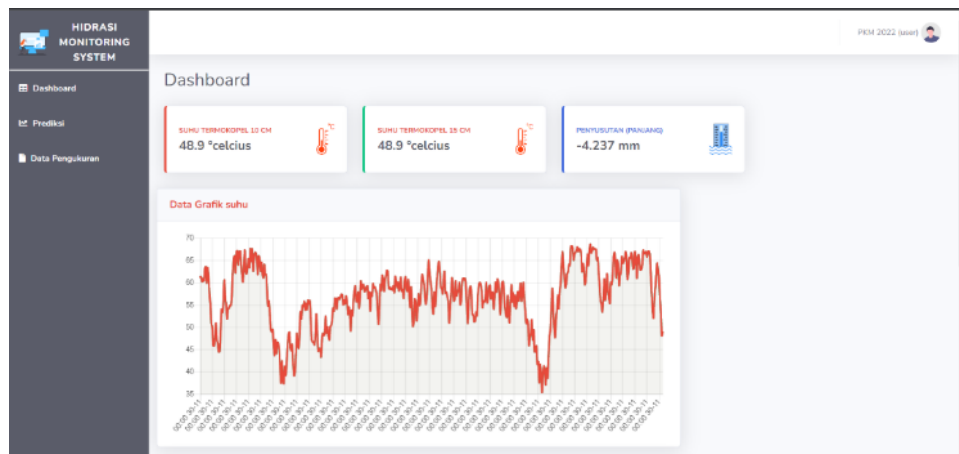 HIDRASI
MONITORING
SYSTEM
PKM 2022 (user)
Dashboard
Prediksi
Data Pengukuran
Dashboard
SUHU TERMOKOPEL 10 CM
48.9 °celcius
°C
SUHU TERMOKOPEL 15 CM
48.9 °celcius
°C
PENYUSUTAN (PANJANG)
-4.237 mm
Data Grafik suhu
70
65
60
55
50
45
40
35